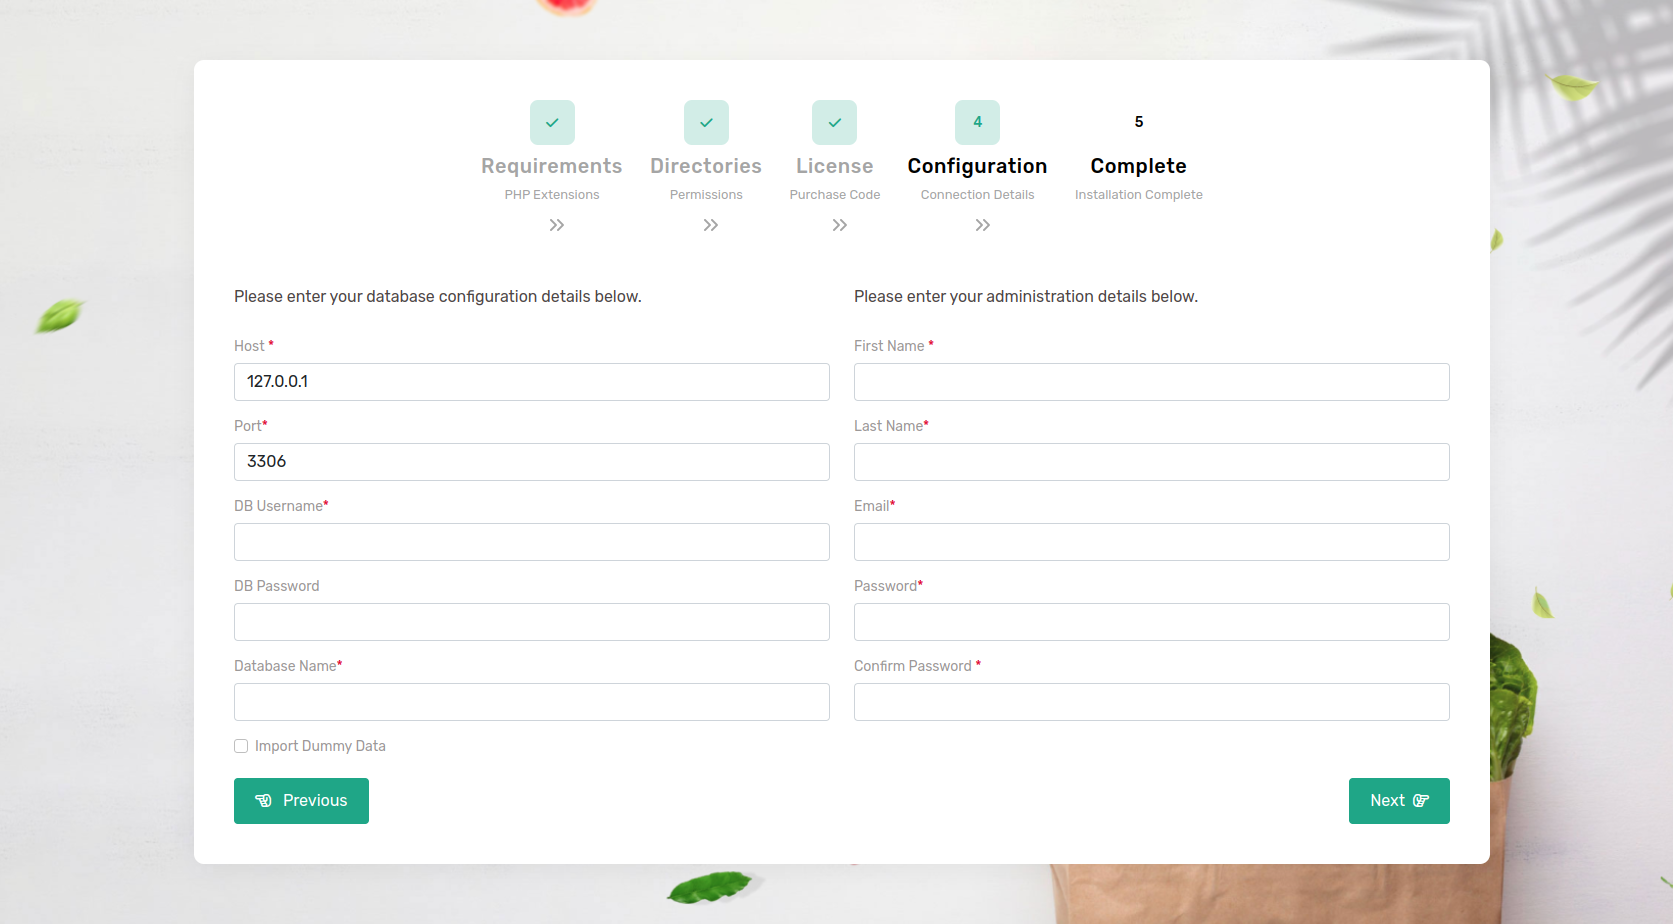 4
5
Requirements
Directories
License
Configuration
Complete
PHP Extensions
Permissions
Purchase Code
Connection Details
Installation Complete
Please enter your database configuration details below.
Host *
127.0.0.1
Port*
3306
DB Username*
DB Password
Database Name*
Import Dummy Data
Please enter your administration details below.
First Name *
Last Name*
Email*
Password*
Confirm Password *
Previous
Next